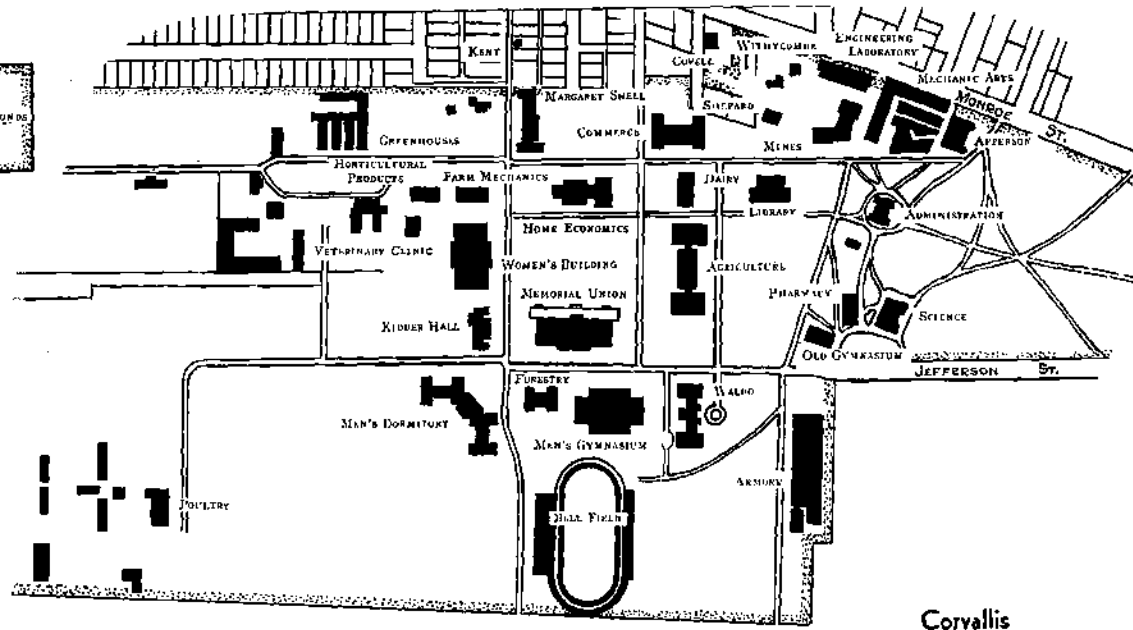 KENT
WITHYCOMBE
ENGINEERING
LABORATORY
COVELL
MECHANIC ARTS
MARGARET SNELL
SHEPARD
MONROE ST.
UNDS
COMMERCE
GREENHOUSES
MINES
APPERSON
HORTICULTURAL
PRODUCTS
FARM MECHANICS
DAIRY
LIBRARY
ADMINISTRATION
HOME ECONOMICS
VETERINARY CLINIC
WOMEN'S BUILDING
AGRICULTURE
MEMORIAL UNION
PHARMACY
KIDDER HALL
SCIENCE
OLD GYMNASIUM
JEFFERSON ST.
FORESTRY
WALDO
MEN'S DORMITORY
MEN'S GYMNASIUM
ARMORY
POULTRY
BELL FIELD
Corvallis